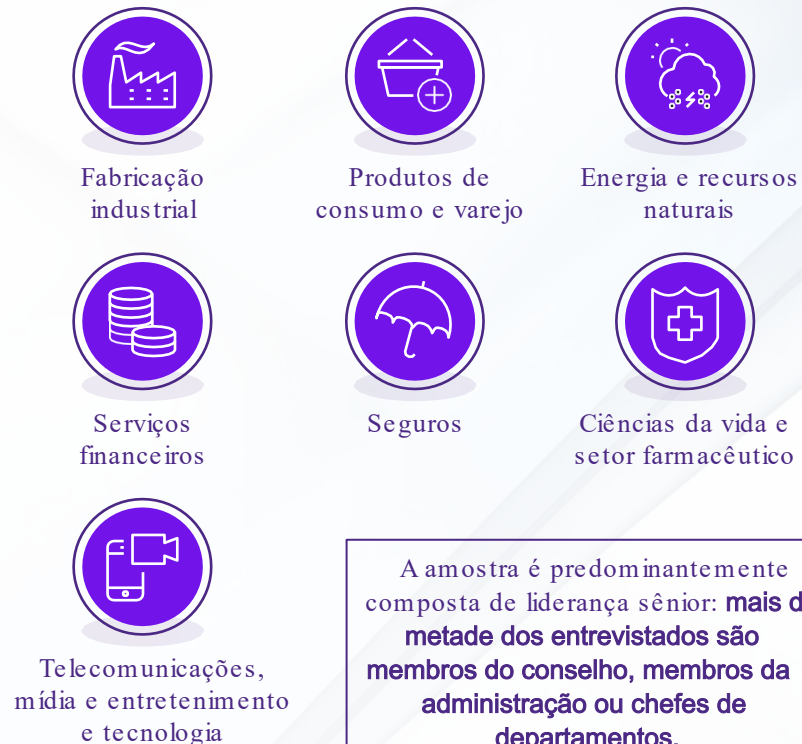 Fabricação
industrial
Produtos de
consumo e varejo
Energia e recursos
naturais
Serviços
financeiros
Seguros
Ciências da vida e
setor farmacêutico
Telecomunicações,
mídia e entretenimento
e tecnologia
A amostra é predominantemente
composta de liderança sênior: mais d
metade dos entrevistados são
membros do conselho, membros da
administração ou chefes de
departamentos.